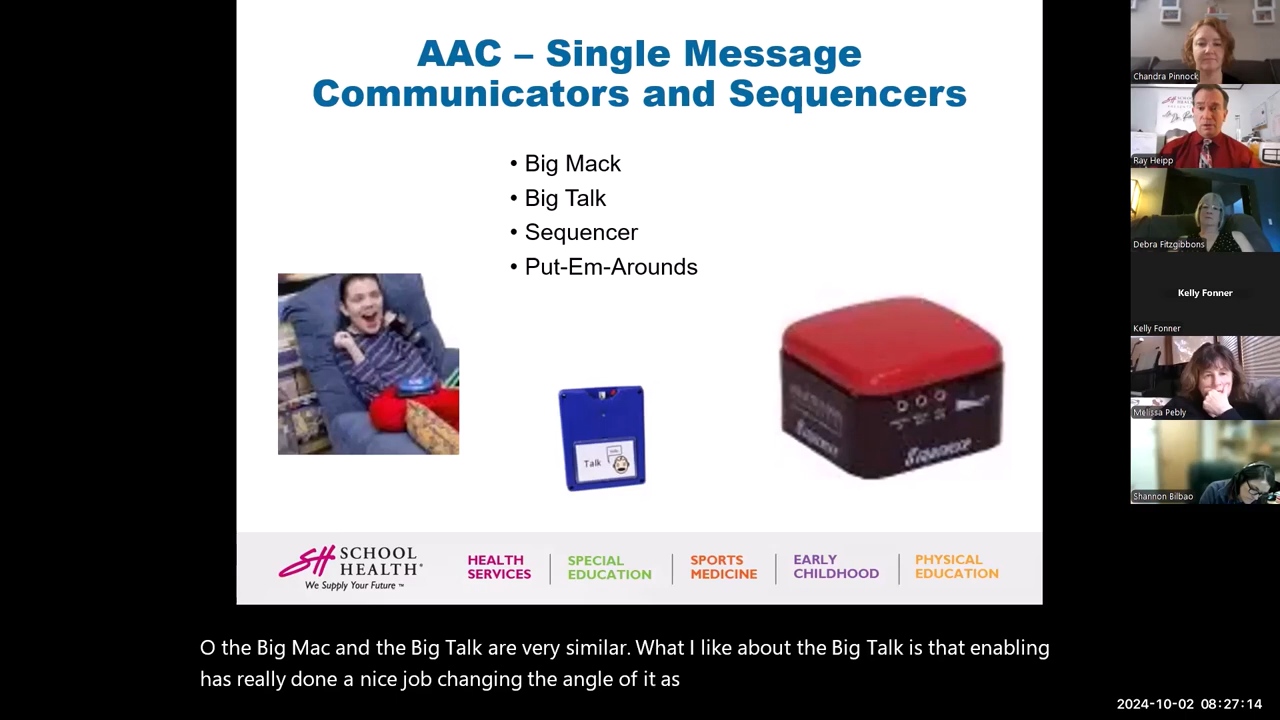 AAC – Single Message
Communicators and Sequencers
• Big Mack
• Big Talk
• Sequencer
• Put-Em-Arounds
Talk
SH SCHOOL
HEALTH®
We Supply Your Future ™
HEALTH
SERVICES
SPECIAL
EDUCATION
SPORTS
MEDICINE
EARLY
CHILDHOOD
PHYSICAL
EDUCATION
Chandra Pinnock
SCHOOL
HEALTH
Ray Heipp
Debra Fitzgibbons
Kelly Fonner
Kelly Fonner
Melissa Pebly
Shannon Bilbao
O the Big Mac and the Big Talk are very similar. What I like about the Big Talk is that enabling
has really done a nice job changing the angle of it as
2024-10-02 08:27:14